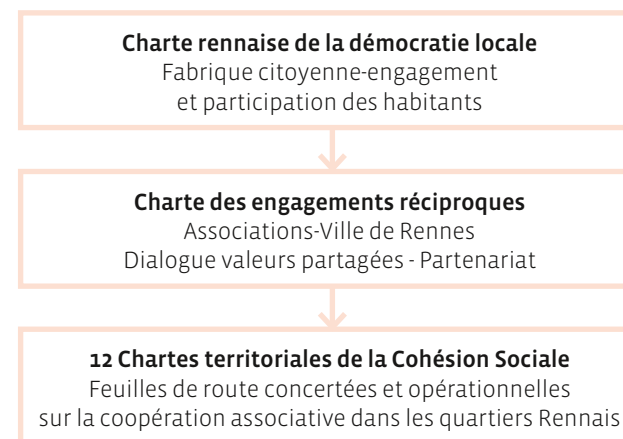 Charte rennaise de la démocratie locale
Fabrique citoyenne-engagement
et participation des habitants
Charte des engagements réciproques
Associations-Ville de Rennes
Dialogue valeurs partagées - Partenariat
12 Chartes territoriales de la Cohésion Sociale
Feuilles de route concertées et opérationnelles
sur la coopération associative dans les quartiers Rennais